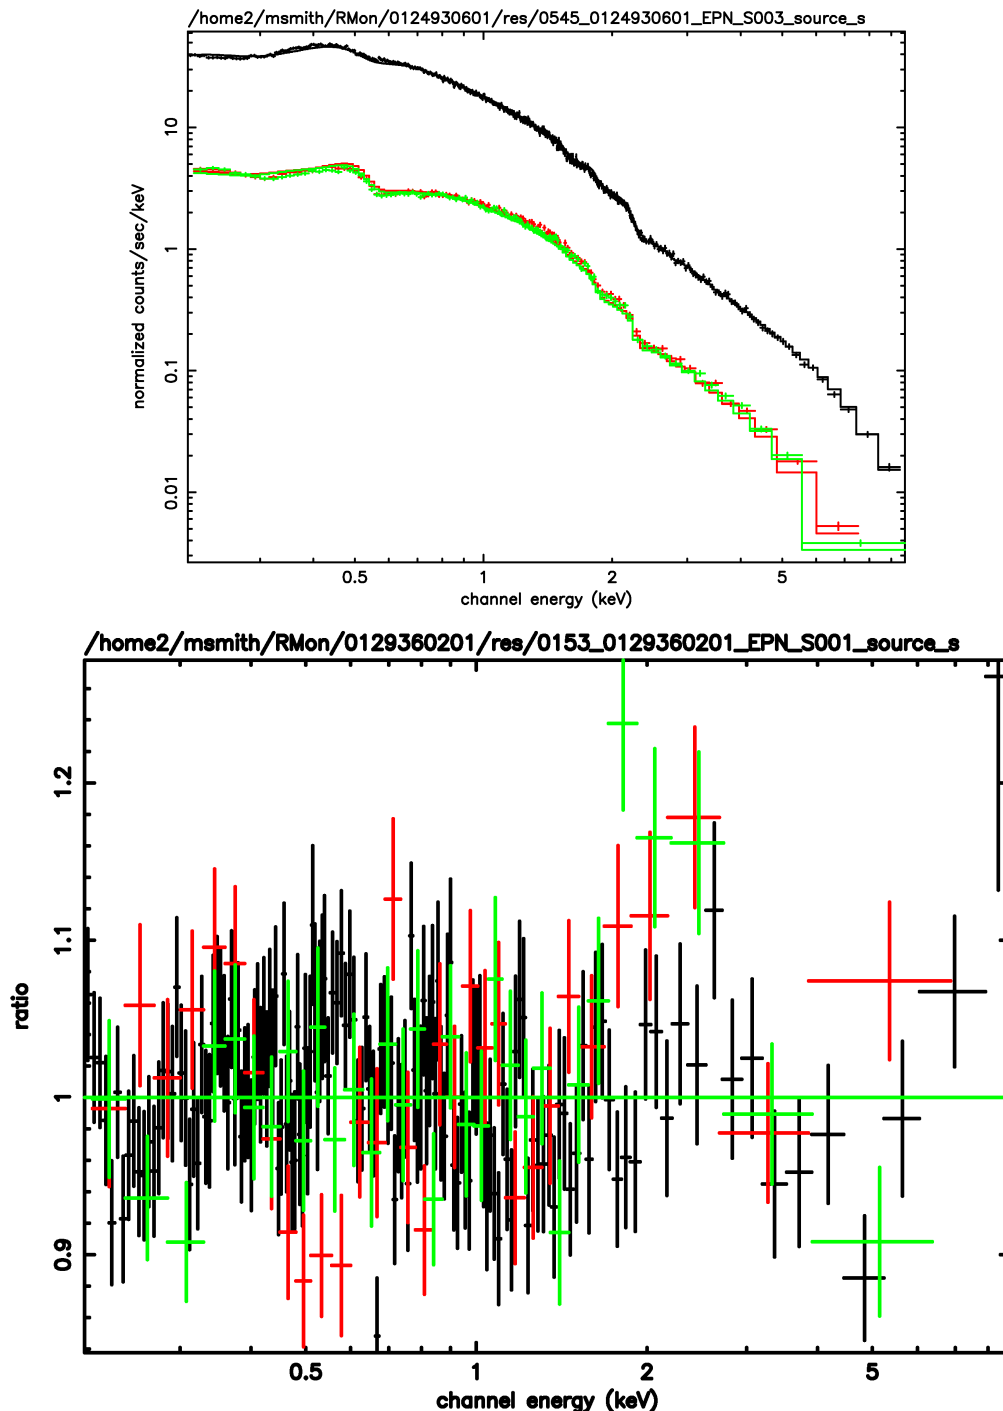 /home2/msmith/RMon/0124930601/res/0545_0124930601_EPN_S003_source_s
normalized counts/sec/keV
10
1
0.1
0.01
0.5 1 2 5
channel energy (keV)
/home2/msmith/RMon/0129360201/res/0153_0129360201_EPN_S001_source_s
ratio
1.2
1.1
1
0.9
0.5 1 2 5
channel energy (keV)